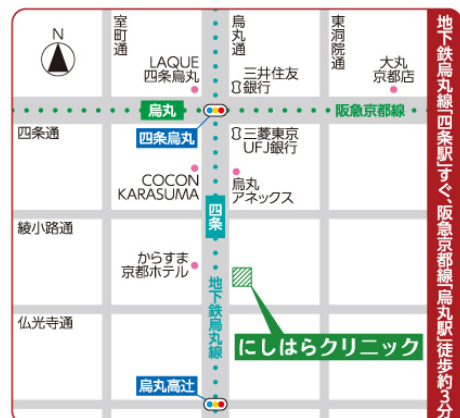 N
室町通
烏丸通
東洞院通
LAQUE
四条烏丸
三井住友
銀行
大丸
京都店
烏丸
阪急京都線
四条通
四条烏丸
三菱東京
UFJ銀行
COCON
KARASUMA
烏丸
アネックス
四条
綾小路通
からすま
京都ホテル
地下鉄烏丸線
仏光寺通
にしはらクリニック
烏丸高辻
地下鉄烏丸線「四条駅」すぐ、阪急京都線「烏丸駅」徒歩約3分